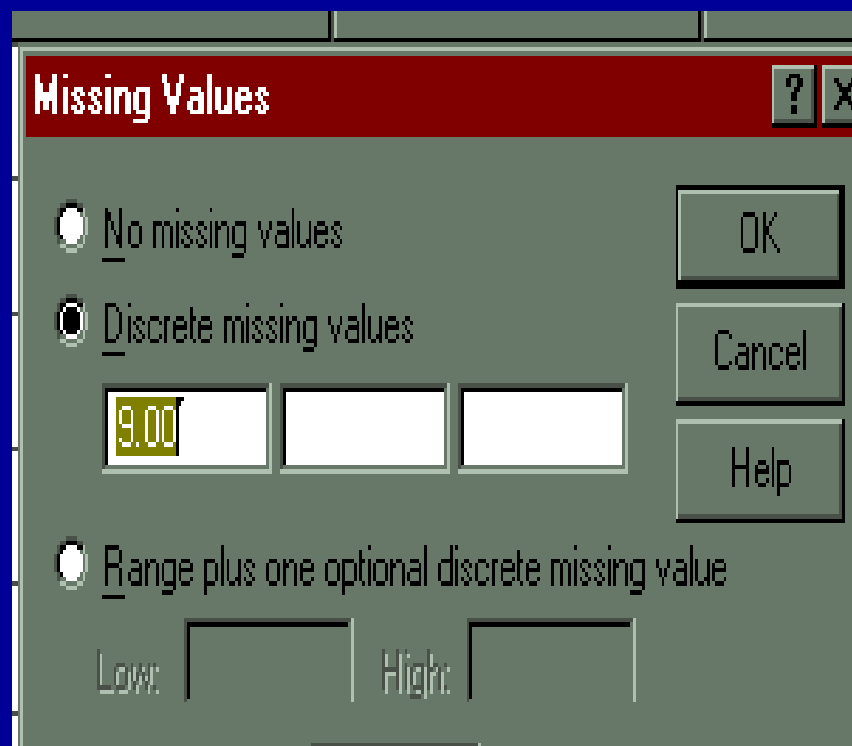 Missing Values ? X
No missing values
OK
Discrete missing values
Cancel
9.00
Help
Range plus one optional discrete missing value
Low: High: